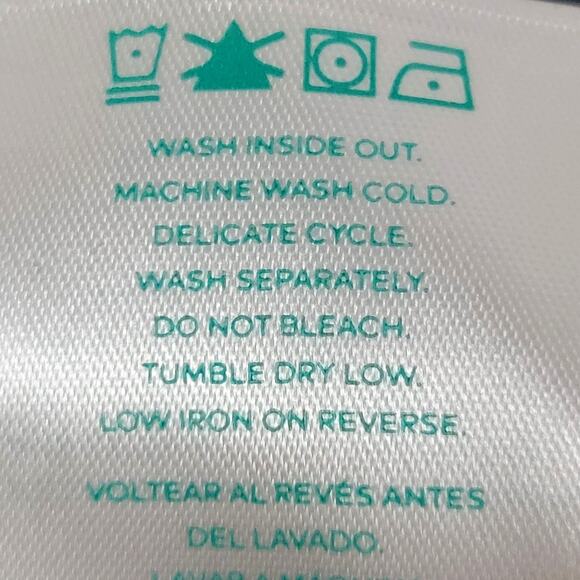 WASH INSIDE OUT.
MACHINE WASH COLD.
DELICATE CYCLE.
WASH SEPARATELY.
DO NOT BLEACH.
TUMBLE DRY LOW.
LOW IRON ON REVERSE.
VOLTEAR AL REVÉS ANTES
DEL LAVADO.
LAVAR A